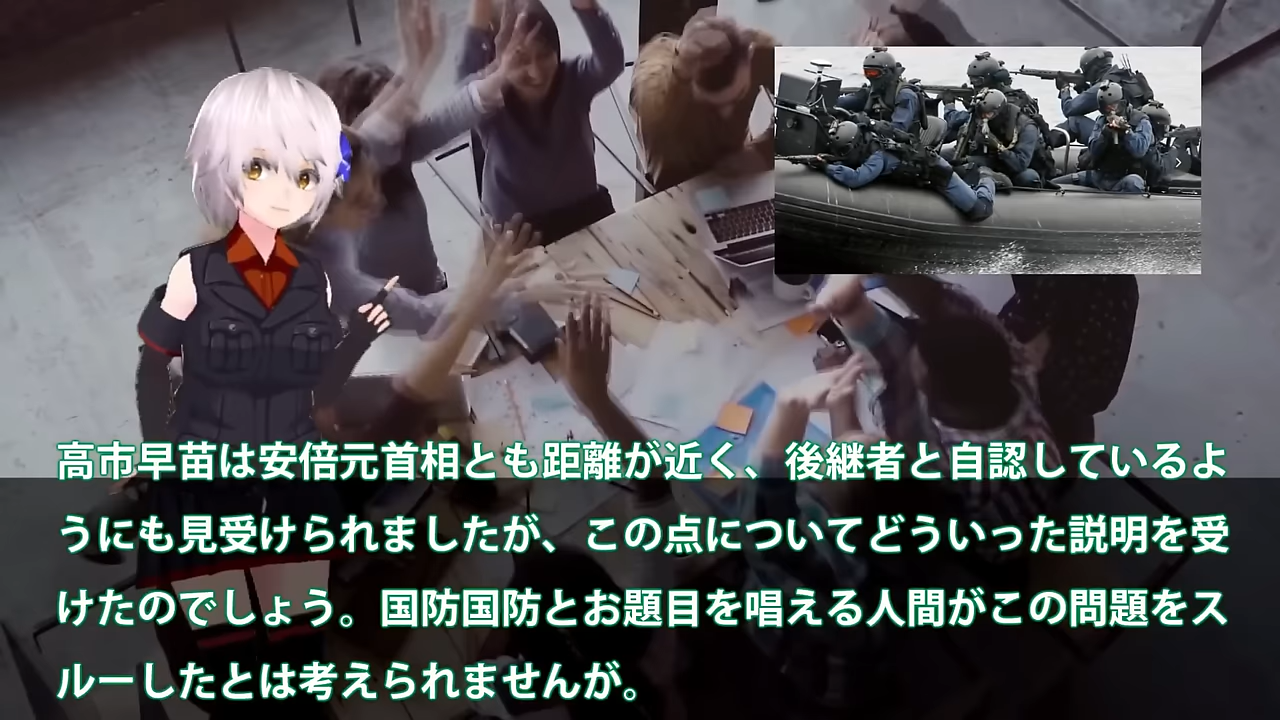 高市早苗は安倍元首相とも距離が近く、後継者と自認しているよ
うにも見受けられましたが、この点についてどういった説明を受
けたのでしょう。国防国防とお題目を唱える人間がこの問題をス
ルーしたとは考えられませんが。